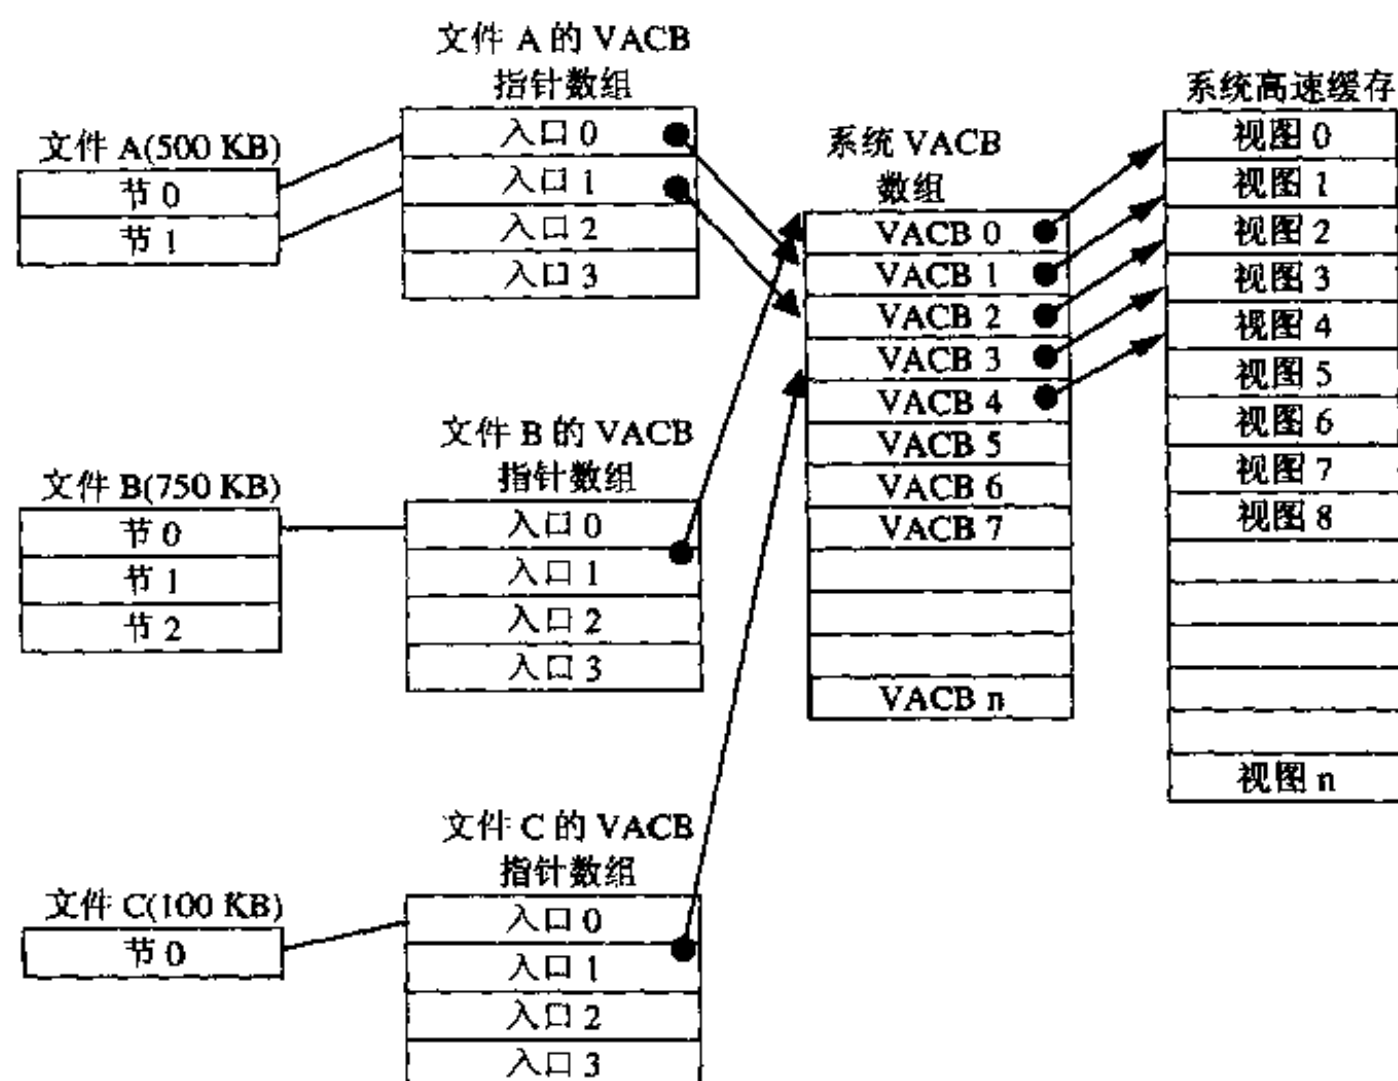 文件 A 的 VACB
指针数组
入口 0
入口 1
入口 2
入口 3
文件 A(500 KB)
节 0
节 1
系统 VACB
数组
VACB 0
VACB 1
VACB 2
VACB 3
VACB 4
VACB 5
VACB 6
VACB 7
VACB n
系统高速缓存
视图 0
视图 1
视图 2
视图 3
视图 4
视图 5
视图 6
视图 7
视图 8
视图 n
文件 B 的 VACB
指针数组
入口 0
入口 1
入口 2
入口 3
文件 B(750 KB)
节 0
节 1
节 2
文件 C 的 VACB
指针数组
入口 0
入口 1
入口 2
入口 3
文件 C(100 KB)
节 0